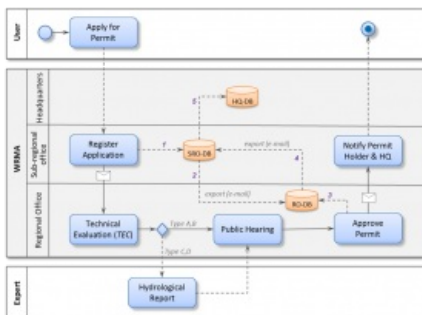 User
Apply for
Permit
WRMA
Headquarters
HQ-DB
5
Sub-regional
office
Register
Application
1
SRO-DB
export (e-mail)
4
Notify Permit
Holder & HQ
2
export (e-mail)
RO-DB
3
Regional Office
Technical
Evaluation (TEC)
Type A,B
Public Hearing
Approve
Permit
Type C,D
Expert
Hydrological
Report